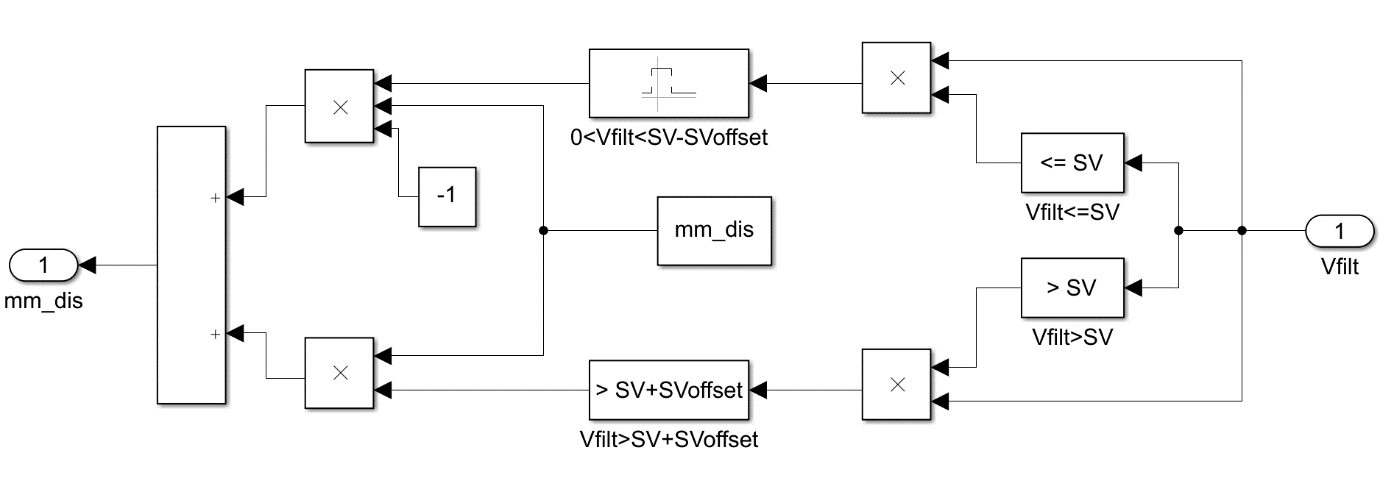 0<Vfilt<SV-SVoffset
×
×
<= SV
Vfilt<=SV
+
-1
mm_dis
1
Vfilt
1
mm_dis
> SV
Vfilt>SV
+
×
> SV+SVoffset
Vfilt>SV+SVoffset
×